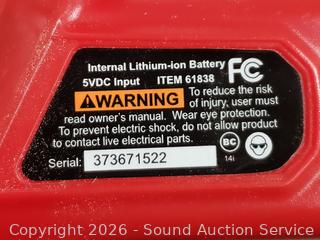 Internal Lithium-ion Battery
5VDC Input ITEM 61838
FC
WARNING To reduce the risk
of injury, user must
read owner's manual. Wear eye protection.
To prevent electric shock, do not allow product
to contact live electrical parts.
Serial: 373671522
BC
14i
Copyright 2026 - Sound Auction Service